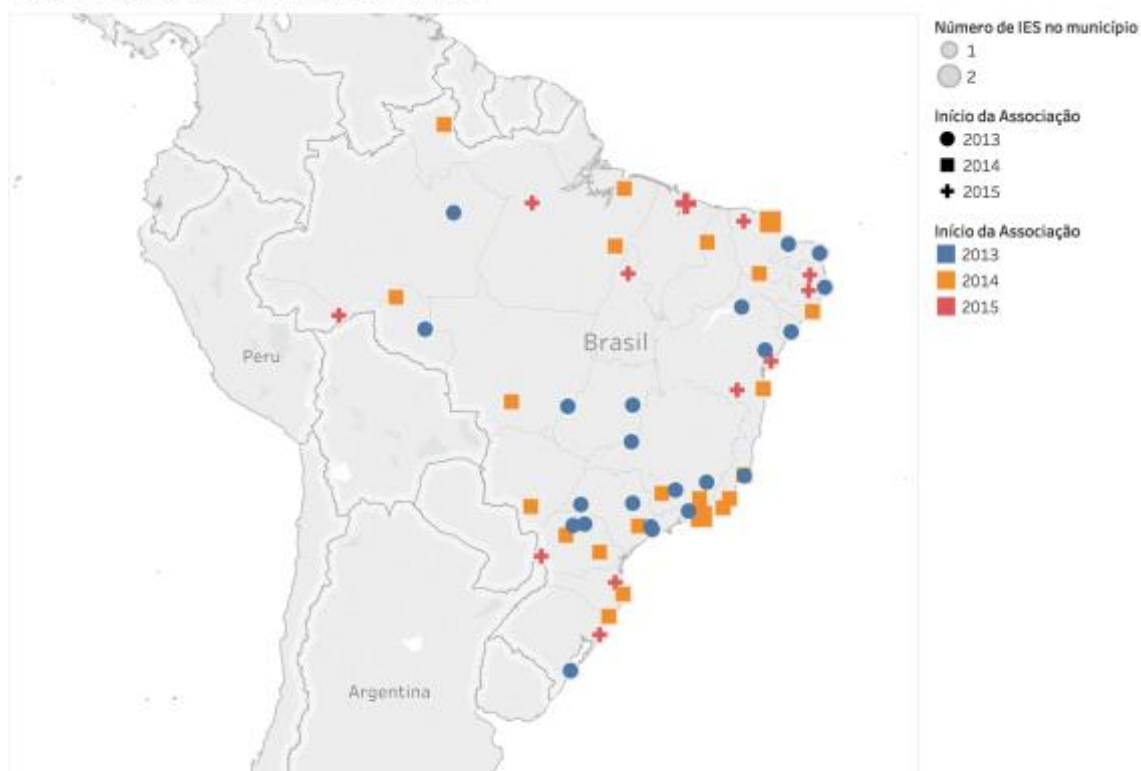 Número de IES no município
1
2
Início da Associação
2013
2014
2015
Início da Associação
2013
2014
2015
Brasil
Peru
Argentina